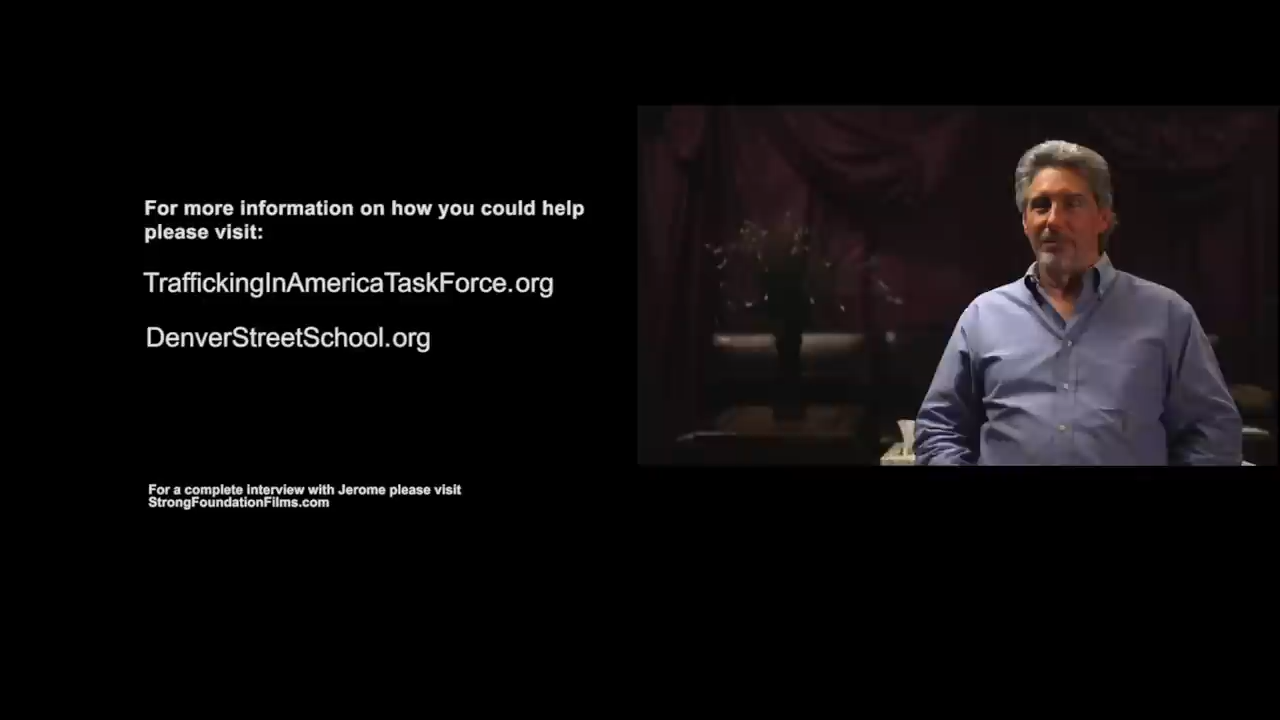 For more information on how you could help
please visit:
TraffickingInAmericaTaskForce.org
DenverStreetSchool.org
For a complete interview with Jerome please visit
StrongFoundationFilms.com